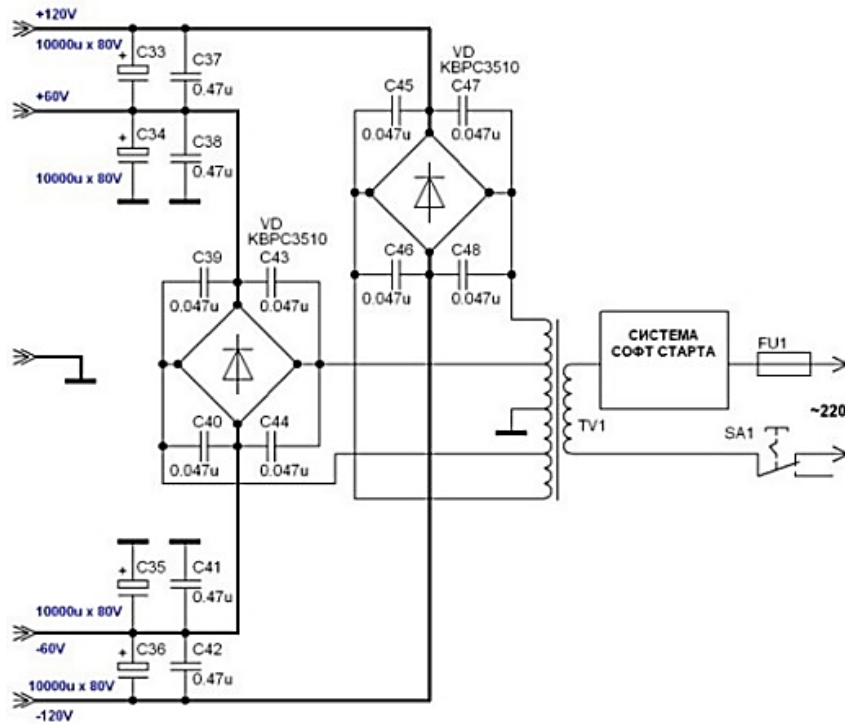 +120V
10000u x 80V
+ C33
C37
0.47u
+60V
+ C34
C38
0.47u
10000u x 80V
VD
KBPC3510
C45
C47
0.047u
0.047u
C46
C48
0.047u
0.047u
VD
KBPC3510
C39
C43
0.047u
0.047u
C40
C44
0.047u
0.047u
СИСТЕМА
СОФТ СТАРТА
FU1
~220
TV1
SA1
+ C35
C41
0.47u
10000u x 80V
-60V
+ C36
C42
0.47u
10000u x 80V
-120V